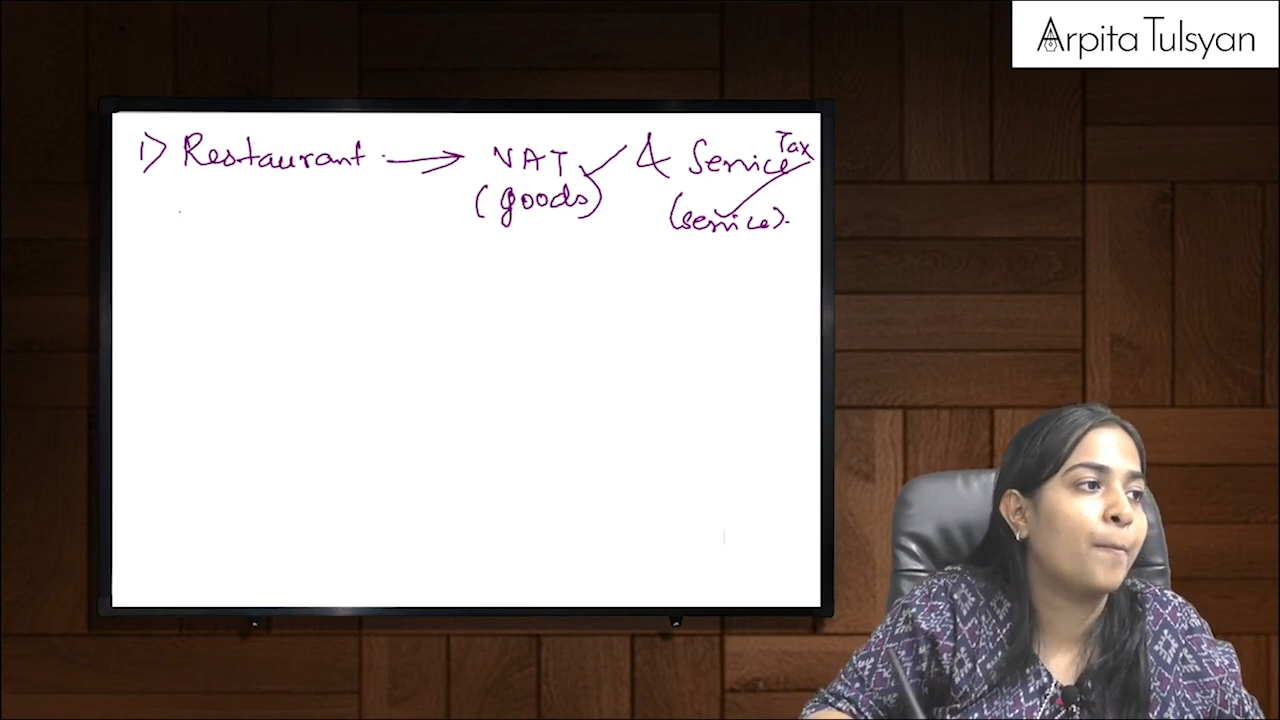 Arpita Tulsyan
1) Restaurant → VAT & Service Tax
(goods) (service).